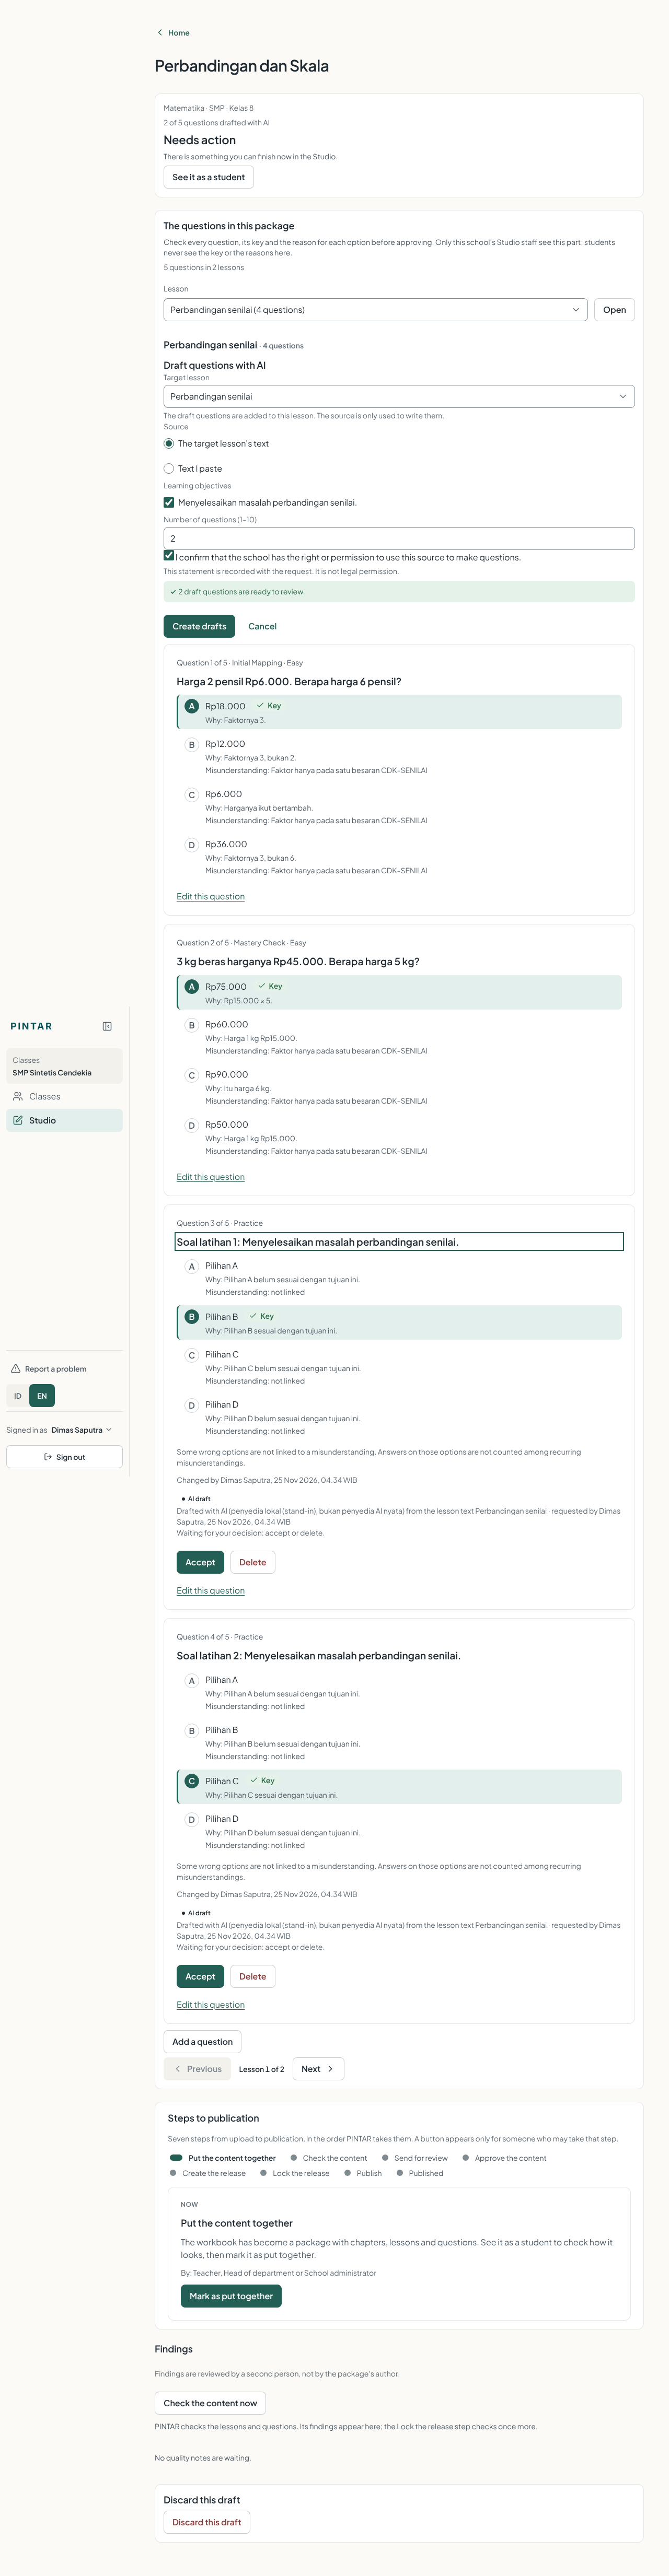 Home
Perbandingan dan Skala
Matematika · SMP · Kelas 8
2 of 5 questions drafted with AI
Needs action
There is something you can finish now in the Studio.
See it as a student
The questions in this package
Check every question, its key and the reason for each option before approving. Only this school's Studio staff see this part; students
never see the key or the reasons here.
5 questions in 2 lessons
Lesson
Perbandingan senilai (4 questions)
Open
Perbandingan senilai · 4 questions
Draft questions with AI
Target lesson
Perbandingan senilai
The draft questions are added to this lesson. The source is only used to write them.
Source
The target lesson's text
Text I paste
Learning objectives
Menyelesaikan masalah perbandingan senilai.
Number of questions (1–10)
2
I confirm that the school has the right or permission to use this source to make questions.
This statement is recorded with the request. It is not legal permission.
2 draft questions are ready to review.
Create drafts
Cancel
Question 1 of 5 · Initial Mapping · Easy
Harga 2 pensil Rp6.000. Berapa harga 6 pensil?
A Rp18.000 Key
Why: Faktornya 3.
B Rp12.000
Why: Faktornya 3, bukan 2.
Misunderstanding: Faktor hanya pada satu besaran CDK-SENILAI
C Rp6.000
Why: Harganya ikut bertambah.
Misunderstanding: Faktor hanya pada satu besaran CDK-SENILAI
D Rp36.000
Why: Faktornya 3, bukan 6.
Misunderstanding: Faktor hanya pada satu besaran CDK-SENILAI
Edit this question
Question 2 of 5 · Mastery Check · Easy
3 kg beras harganya Rp45.000. Berapa harga 5 kg?
A Rp75.000 Key
Why: Rp15.000 × 5.
B Rp60.000
Why: Harga 1 kg Rp15.000.
Misunderstanding: Faktor hanya pada satu besaran CDK-SENILAI
C Rp90.000
Why: Itu harga 6 kg.
Misunderstanding: Faktor hanya pada satu besaran CDK-SENILAI
D Rp50.000
Why: Harga 1 kg Rp15.000.
Misunderstanding: Faktor hanya pada satu besaran CDK-SENILAI
Edit this question
PINTAR
Classes
SMP Sintetis Cendekia
Classes
Studio
Report a problem
ID EN
Signed in as Dimas Saputra
Sign out
Question 3 of 5 · Practice
Soal latihan 1: Menyelesaikan masalah perbandingan senilai.
A Pilihan A
Why: Pilihan A belum sesuai dengan tujuan ini.
Misunderstanding: not linked
B Pilihan B Key
Why: Pilihan B sesuai dengan tujuan ini.
C Pilihan C
Why: Pilihan C belum sesuai dengan tujuan ini.
Misunderstanding: not linked
D Pilihan D
Why: Pilihan D belum sesuai dengan tujuan ini.
Misunderstanding: not linked
Some wrong options are not linked to a misunderstanding. Answers on those options are not counted among recurring
misunderstandings.
Changed by Dimas Saputra, 25 Nov 2026, 04.34 WIB
AI draft
Drafted with AI (penyedia lokal (stand-in), bukan penyedia AI nyata) from the lesson text Perbandingan senilai · requested by Dimas
Saputra, 25 Nov 2026, 04.34 WIB
Waiting for your decision: accept or delete.
Accept
Delete
Edit this question
Question 4 of 5 · Practice
Soal latihan 2: Menyelesaikan masalah perbandingan senilai.
A Pilihan A
Why: Pilihan A belum sesuai dengan tujuan ini.
Misunderstanding: not linked
B Pilihan B
Why: Pilihan B belum sesuai dengan tujuan ini.
Misunderstanding: not linked
C Pilihan C Key
Why: Pilihan C sesuai dengan tujuan ini.
D Pilihan D
Why: Pilihan D belum sesuai dengan tujuan ini.
Misunderstanding: not linked
Some wrong options are not linked to a misunderstanding. Answers on those options are not counted among recurring
misunderstandings.
Changed by Dimas Saputra, 25 Nov 2026, 04.34 WIB
AI draft
Drafted with AI (penyedia lokal (stand-in), bukan penyedia AI nyata) from the lesson text Perbandingan senilai · requested by Dimas
Saputra, 25 Nov 2026, 04.34 WIB
Waiting for your decision: accept or delete.
Accept
Delete
Edit this question
Add a question
Previous
Lesson 1 of 2
Next
Steps to publication
Seven steps from upload to publication, in the order PINTAR takes them. A button appears only for someone who may take that step.
Put the content together
Check the content
Send for review
Approve the content
Create the release
Lock the release
Publish
Published
NOW
Put the content together
The workbook has become a package with chapters, lessons and questions. See it as a student to check how it
looks, then mark it as put together.
By: Teacher, Head of department or School administrator
Mark as put together
Findings
Findings are reviewed by a second person, not by the package's author.
Check the content now
PINTAR checks the lessons and questions. Its findings appear here; the Lock the release step checks once more.
No quality notes are waiting.
Discard this draft
Discard this draft